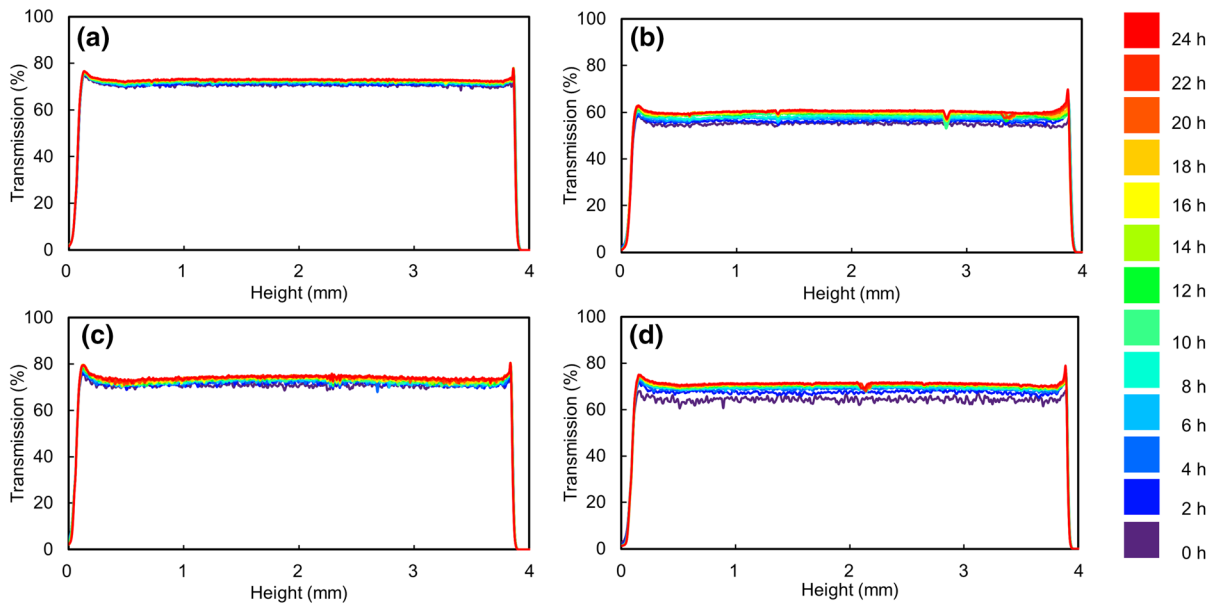 (a)
100
80
60
40
20
0
Transmission (%)
0 1 2 3 4
Height (mm)
(b)
100
80
60
40
20
0
Transmission (%)
0 1 2 3 4
Height (mm)
(c)
100
80
60
40
20
0
Transmission (%)
0 1 2 3 4
Height (mm)
(d)
100
80
60
40
20
0
Transmission (%)
0 1 2 3 4
Height (mm)
24 h
22 h
20 h
18 h
16 h
14 h
12 h
10 h
8 h
6 h
4 h
2 h
0 h